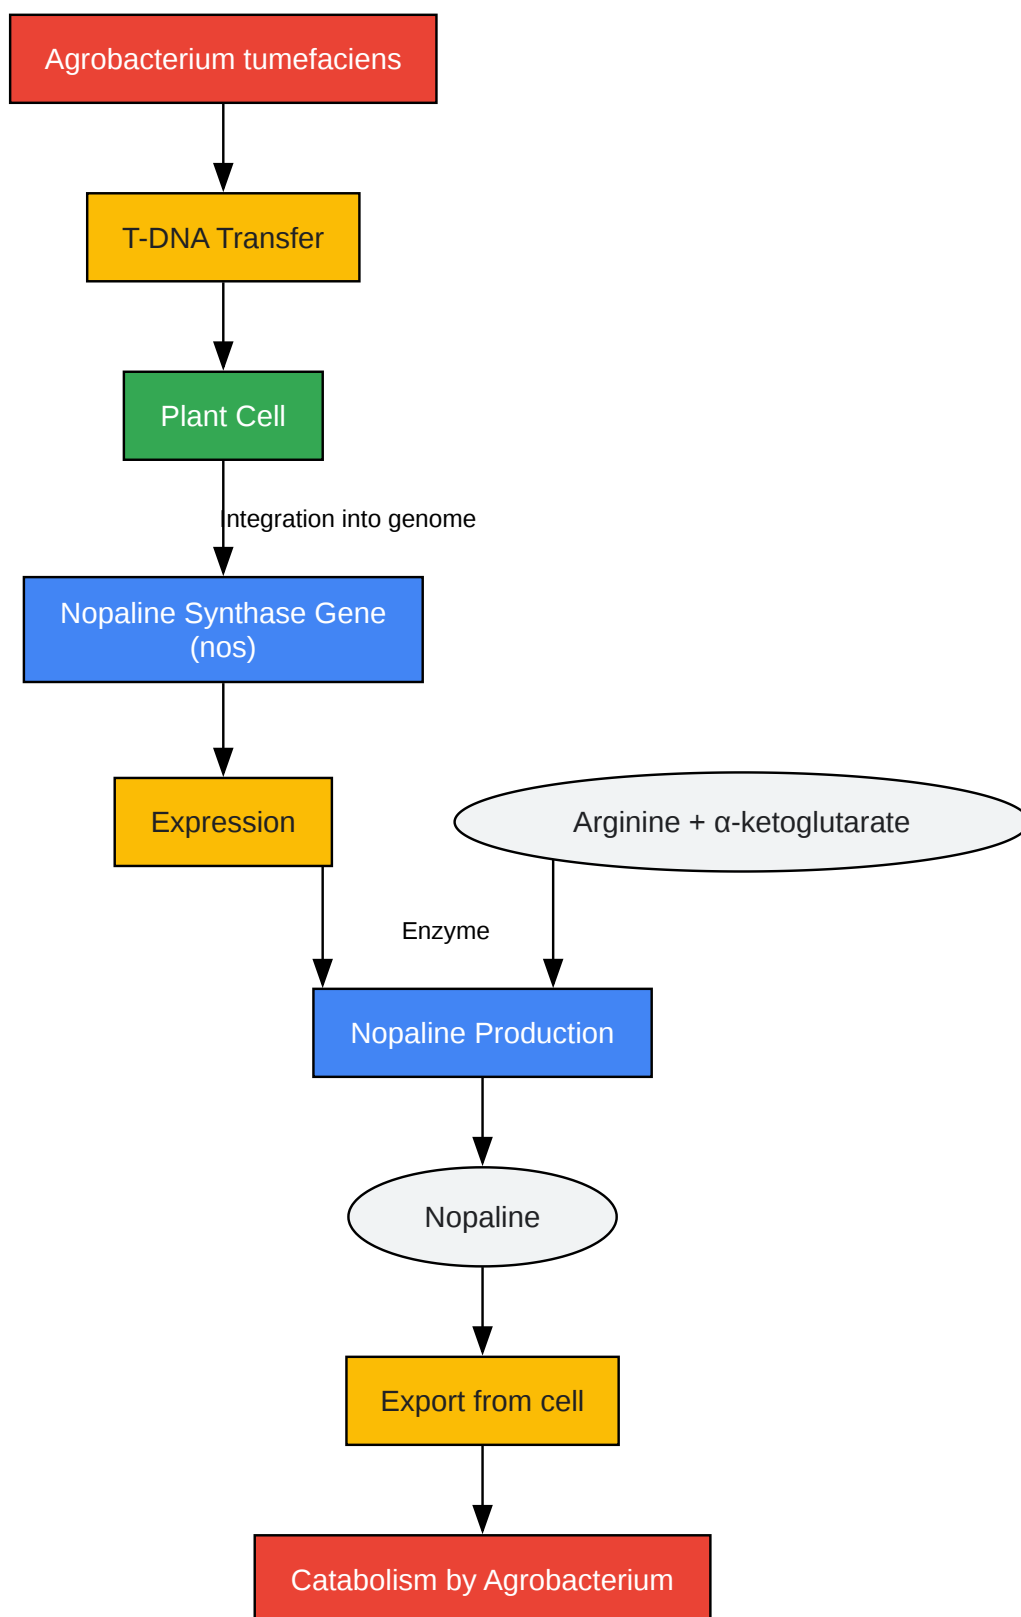 Agrobacterium tumefaciens
T-DNA Transfer
Plant Cell
Integration into genome
Nopaline Synthase Gene
(nos)
Expression
Arginine + α-ketoglutarate
Enzyme
Nopaline Production
Nopaline
Export from cell
Catabolism by Agrobacterium